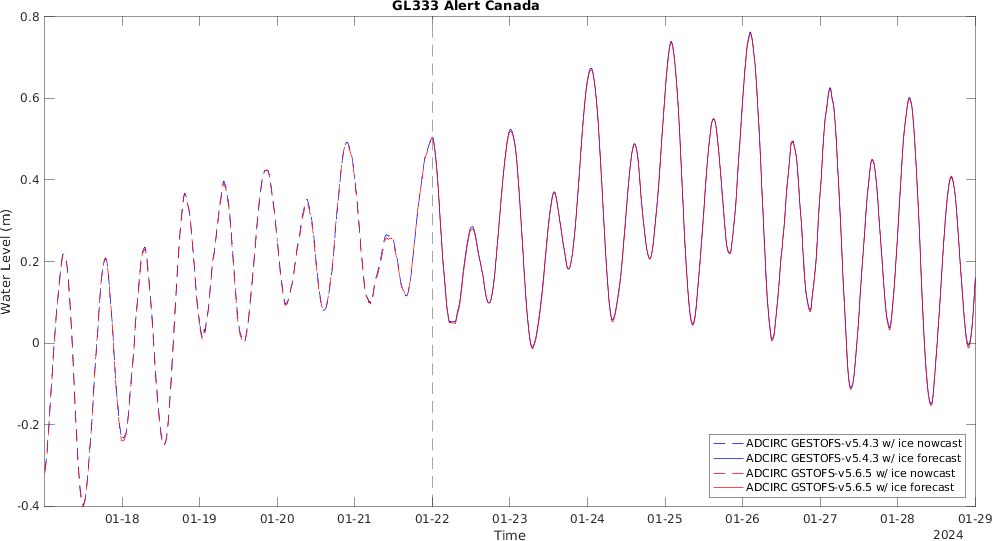 GL333 Alert Canada
0.8
0.6
0.4
0.2
0
-0.2
-0.4
Water Level (m)
ADCIRC GESTOFS-v5.4.3 w/ ice nowcast
ADCIRC GESTOFS-v5.4.3 w/ ice forecast
ADCIRC GSTOFS-v5.6.5 w/ ice nowcast
ADCIRC GSTOFS-v5.6.5 w/ ice forecast
01-18 01-19 01-20 01-21 01-22 01-23 01-24 01-25 01-26 01-27 01-28 01-29
Time
2024